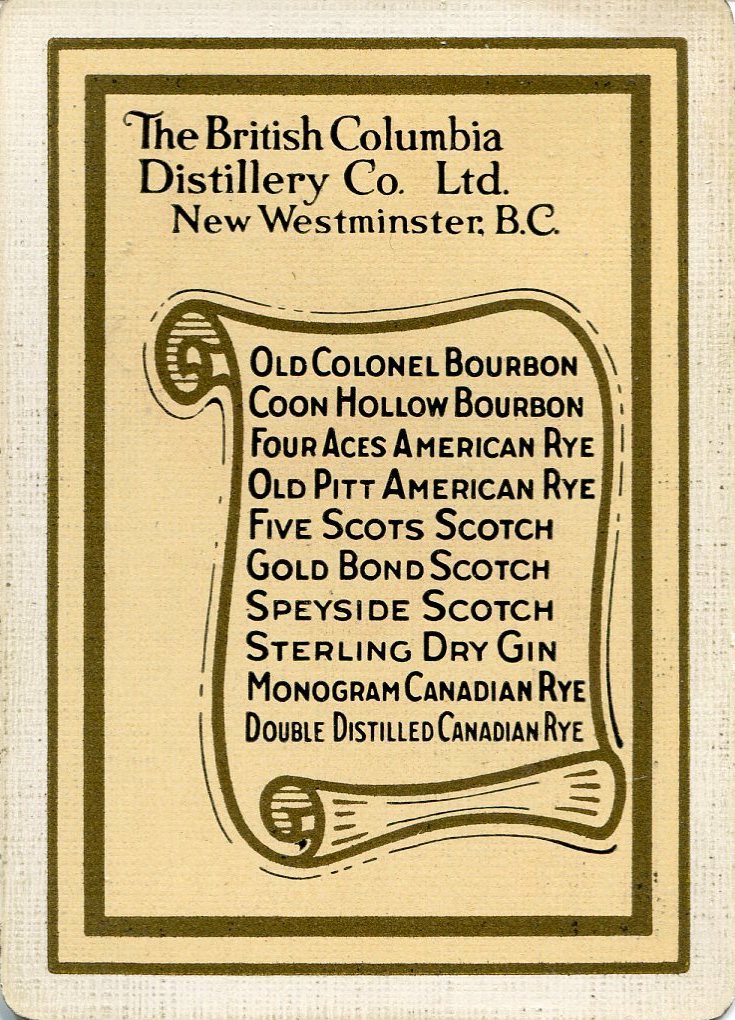 The British Columbia
Distillery Co. Ltd.
New Westminster, B.C.
OLD COLONEL BOURBON
COON HOLLOW BOURBON
FOUR ACES AMERICAN RYE
OLD PITT AMERICAN RYE
FIVE SCOTS SCOTCH
GOLD BOND SCOTCH
SPEYSIDE SCOTCH
STERLING DRY GIN
MONOGRAM CANADIAN RYE
DOUBLE DISTILLED CANADIAN RYE